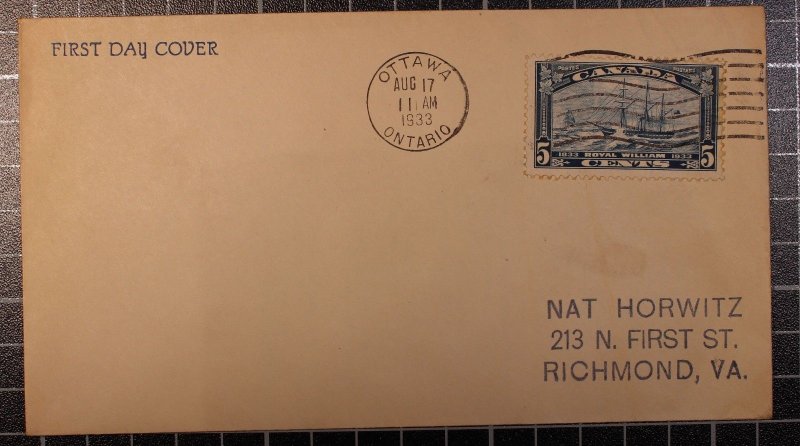 FIRST DAY COVER
OTTAWA
AUG 17
11 AM
1933
ONTARIO
POSTES POSTAGE
CANADA
5 1833 ROYAL WILLIAM 1933 5
CENTS
NAT HORWITZ
213 N. FIRST ST.
RICHMOND, VA.